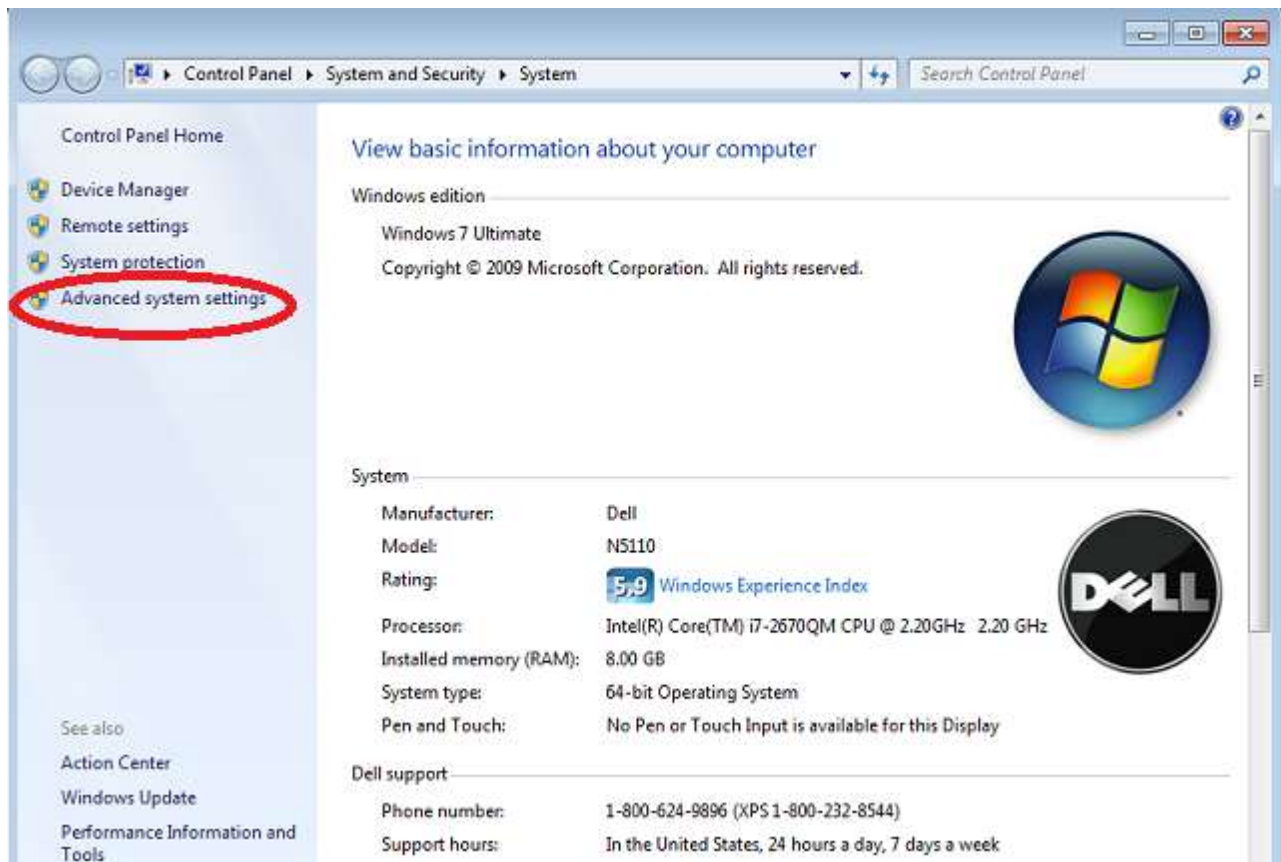 Control Panel System and Security System
Search Control Panel
Control Panel Home
Device Manager
Remote settings
System protection
Advanced system settings
See also
Action Center
Windows Update
Performance Information and
Tools
View basic information about your computer
Windows edition
Windows 7 Ultimate
Copyright © 2009 Microsoft Corporation. All rights reserved.
System
Manufacturer: Dell
Model: N5110
Rating: 5,9 Windows Experience Index
Processor: Intel(R) Core(TM) i7-2670QM CPU @ 2.20GHz 2.20 GHz
Installed memory (RAM): 8.00 GB
System type: 64-bit Operating System
Pen and Touch: No Pen or Touch Input is available for this Display
DELL
Dell support
Phone number: 1-800-624-9896 (XPS 1-800-232-8544)
Support hours: In the United States, 24 hours a day, 7 days a week